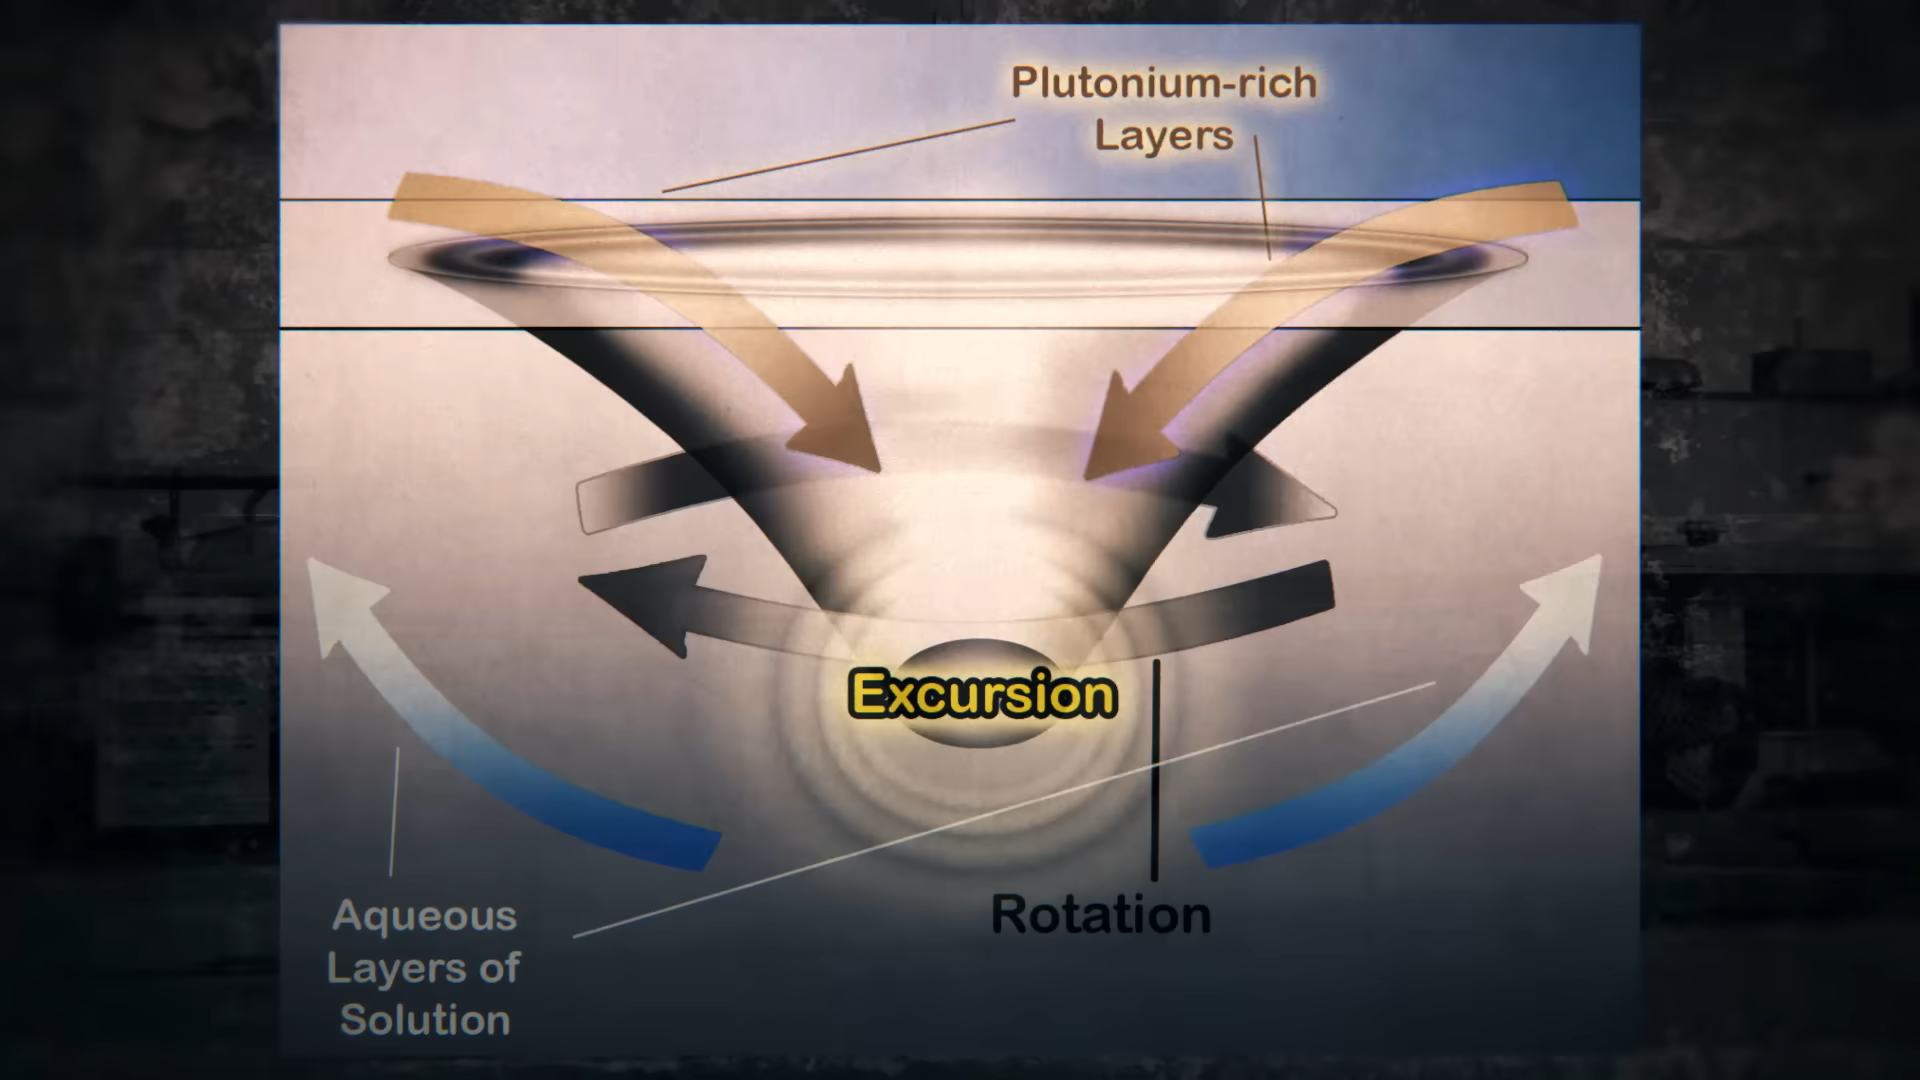 Plutonium-rich
Layers
Excursion
Rotation
Aqueous
Layers of
Solution